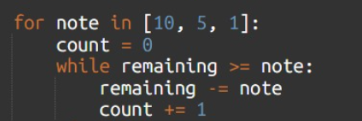 for note in [10, 5, 1]:
    count = 0
    while remaining >= note:
        remaining -= note
        count += 1